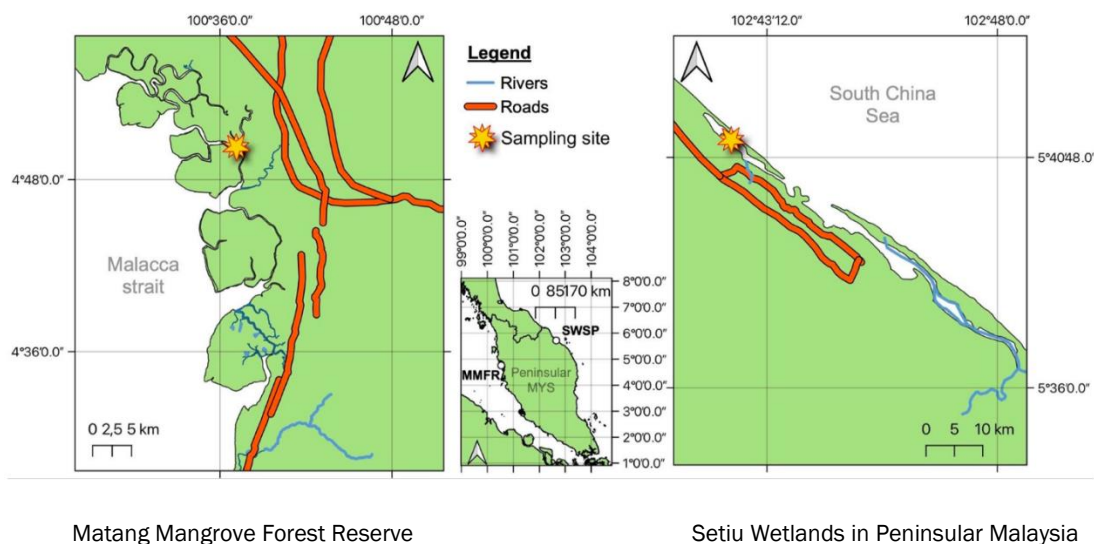 100°36'0.0" 100°48'0.0"
4°48'0.0"
4°36'0.0"
Malacca
strait
0 2,5 5 km
Legend
Rivers
Roads
Sampling site
99°0'0.0" 100°0'0.0" 101°0'0.0" 102°0'0.0" 103°0'0.0" 104°0'0.0"
0 85170 km
SWSP
MMFR
Peninsular
MYS
8°0'0.0"
7°0'0.0"
6°0'0.0"
5°0'0.0"
4°0'0.0"
3°0'0.0"
2°0'0.0"
1°0'0.0"
102°43'12.0" 102°48'0.0"
South China
Sea
5°40'48.0"
5°36'0.0"
0 5 10 km
Matang Mangrove Forest Reserve
Setiu Wetlands in Peninsular Malaysia